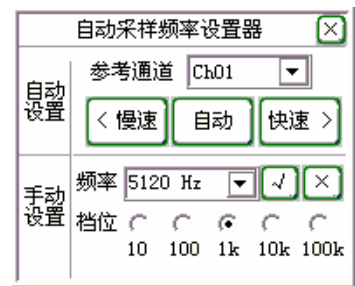 自动采样频率设置器
自动
设置
参考通道 Ch01
< 慢速 自动 快速 >
手动
设置
频率 5120 Hz √ ×
档位
10 100 1k 10k 100k